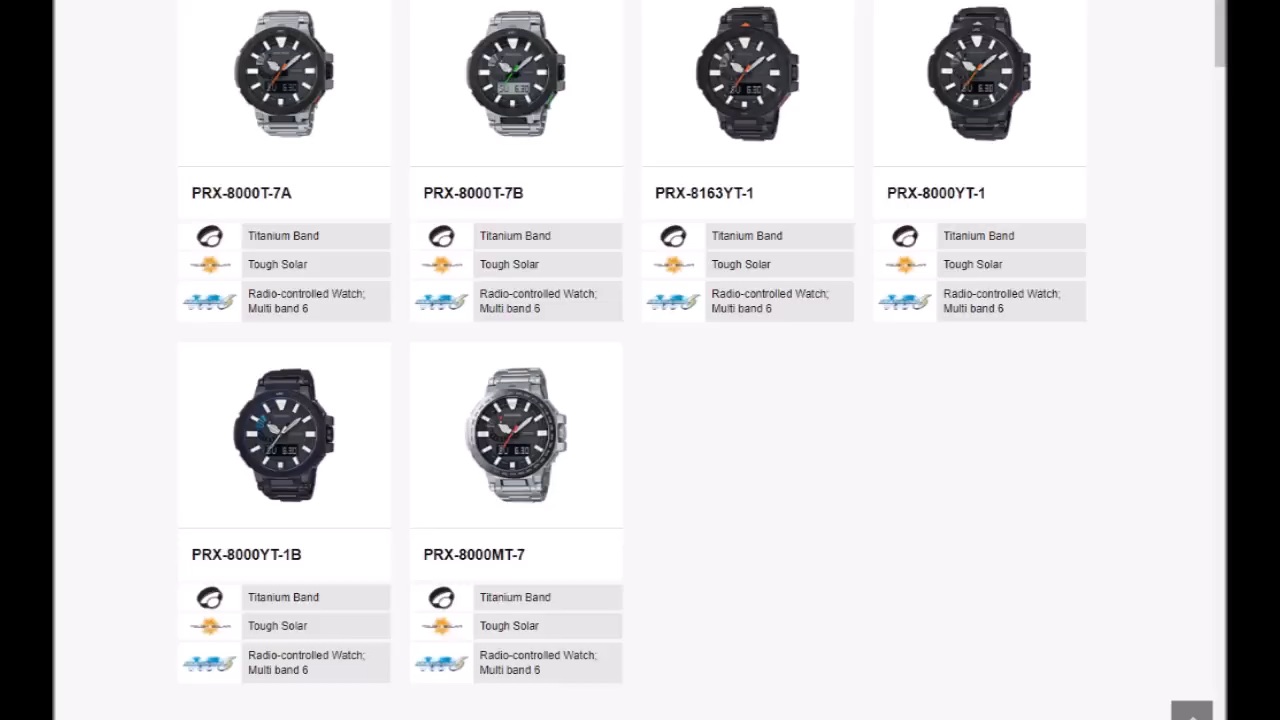 PRX-8000T-7A
PRX-8000T-7B
PRX-8163YT-1
PRX-8000YT-1
Titanium Band
Titanium Band
Titanium Band
Titanium Band
Tough Solar
Tough Solar
Tough Solar
Tough Solar
Radio-controlled Watch;
Multi band 6
Radio-controlled Watch;
Multi band 6
Radio-controlled Watch;
Multi band 6
Radio-controlled Watch;
Multi band 6
PRX-8000YT-1B
PRX-8000MT-7
Titanium Band
Titanium Band
Tough Solar
Tough Solar
Radio-controlled Watch;
Multi band 6
Radio-controlled Watch;
Multi band 6